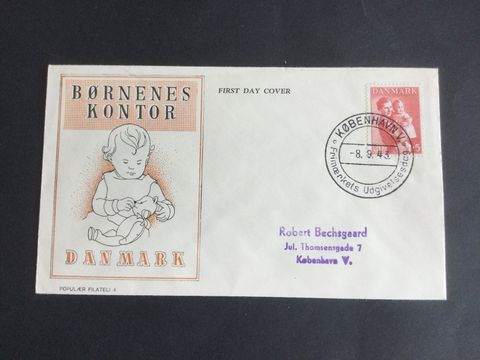 BØRNENES
KONTOR
DANMARK
POPULÆR FILATELI 4
FIRST DAY COVER
DANMARK
KØBENHAVN V.
-8. 9. 43.
Frimærkets Udgivelsesdag
Robert Bechsgaard
Jul. Thomsensgade 7
København V.